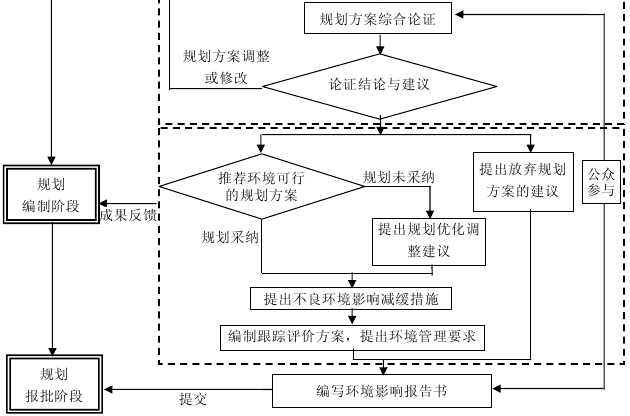 规划方案综合论证
规划方案调整
或修改
论证结论与建议
推荐环境可行
的规划方案
规划未采纳
提出放弃规划
方案的建议
公众
参与
规划
编制阶段
成果反馈
规划采纳
提出规划优化调
整建议
提出不良环境影响减缓措施
编制跟踪评价方案，提出环境管理要求
规划
报批阶段
提交
编写环境影响报告书